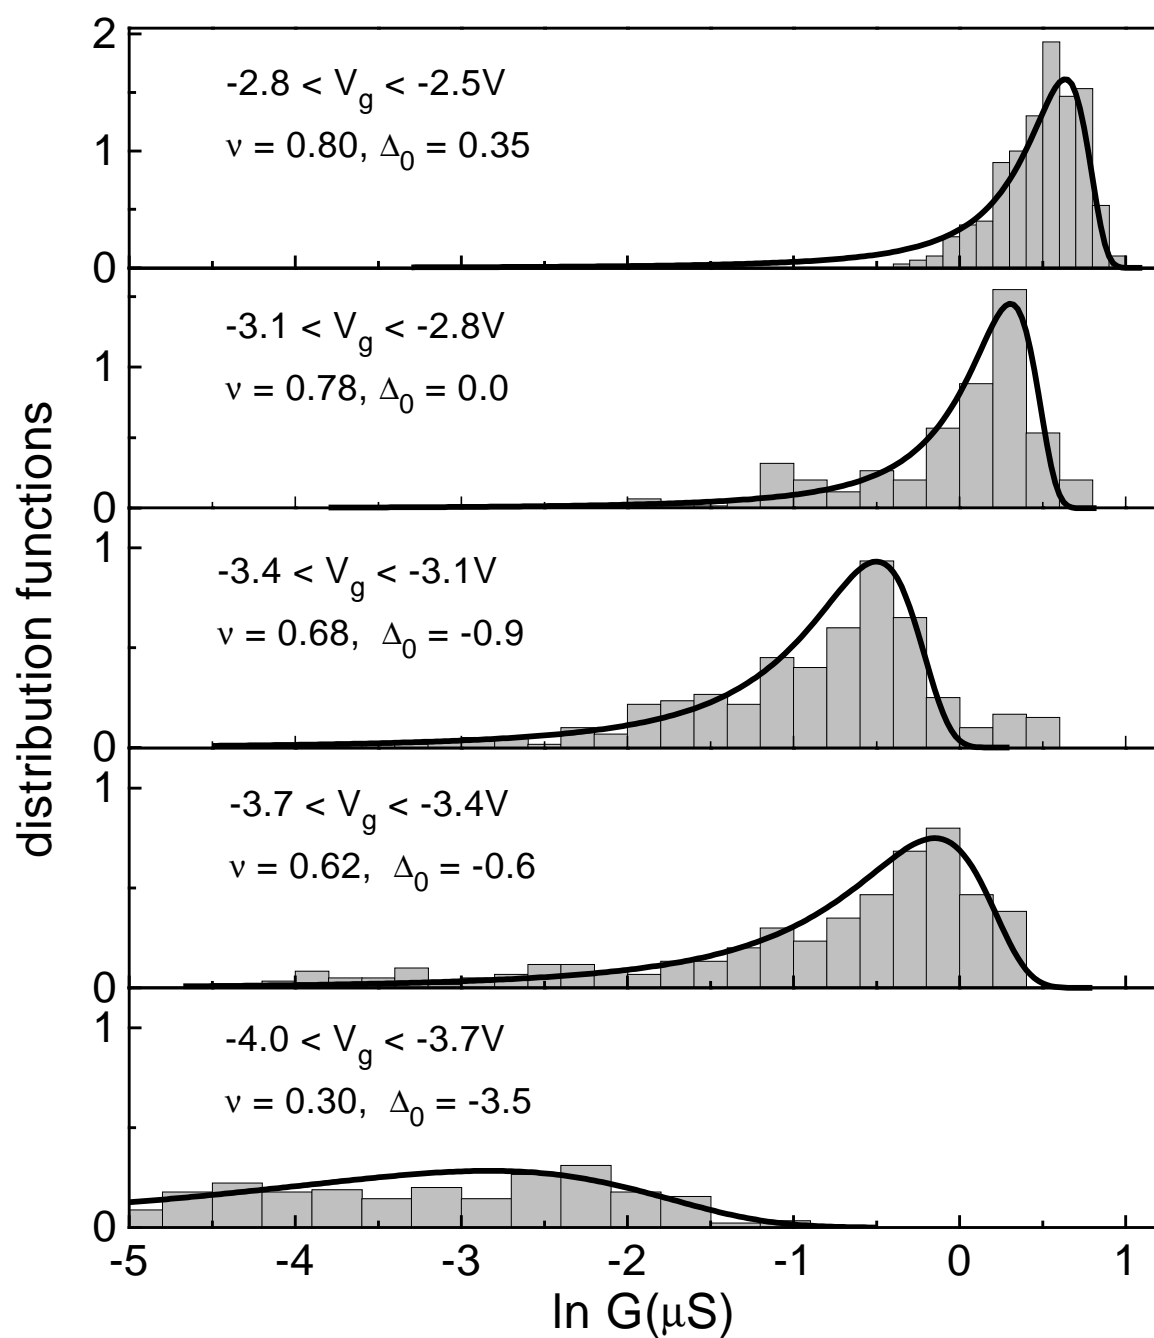 distribution functions
2
1
0
-2.8 < V_g < -2.5V
ν = 0.80, Δ_0 = 0.35
1
0
-3.1 < V_g < -2.8V
ν = 0.78, Δ_0 = 0.0
1
0
-3.4 < V_g < -3.1V
ν = 0.68, Δ_0 = -0.9
1
0
-3.7 < V_g < -3.4V
ν = 0.62, Δ_0 = -0.6
1
0
-4.0 < V_g < -3.7V
ν = 0.30, Δ_0 = -3.5
-5 -4 -3 -2 -1 0 1
ln G(μS)